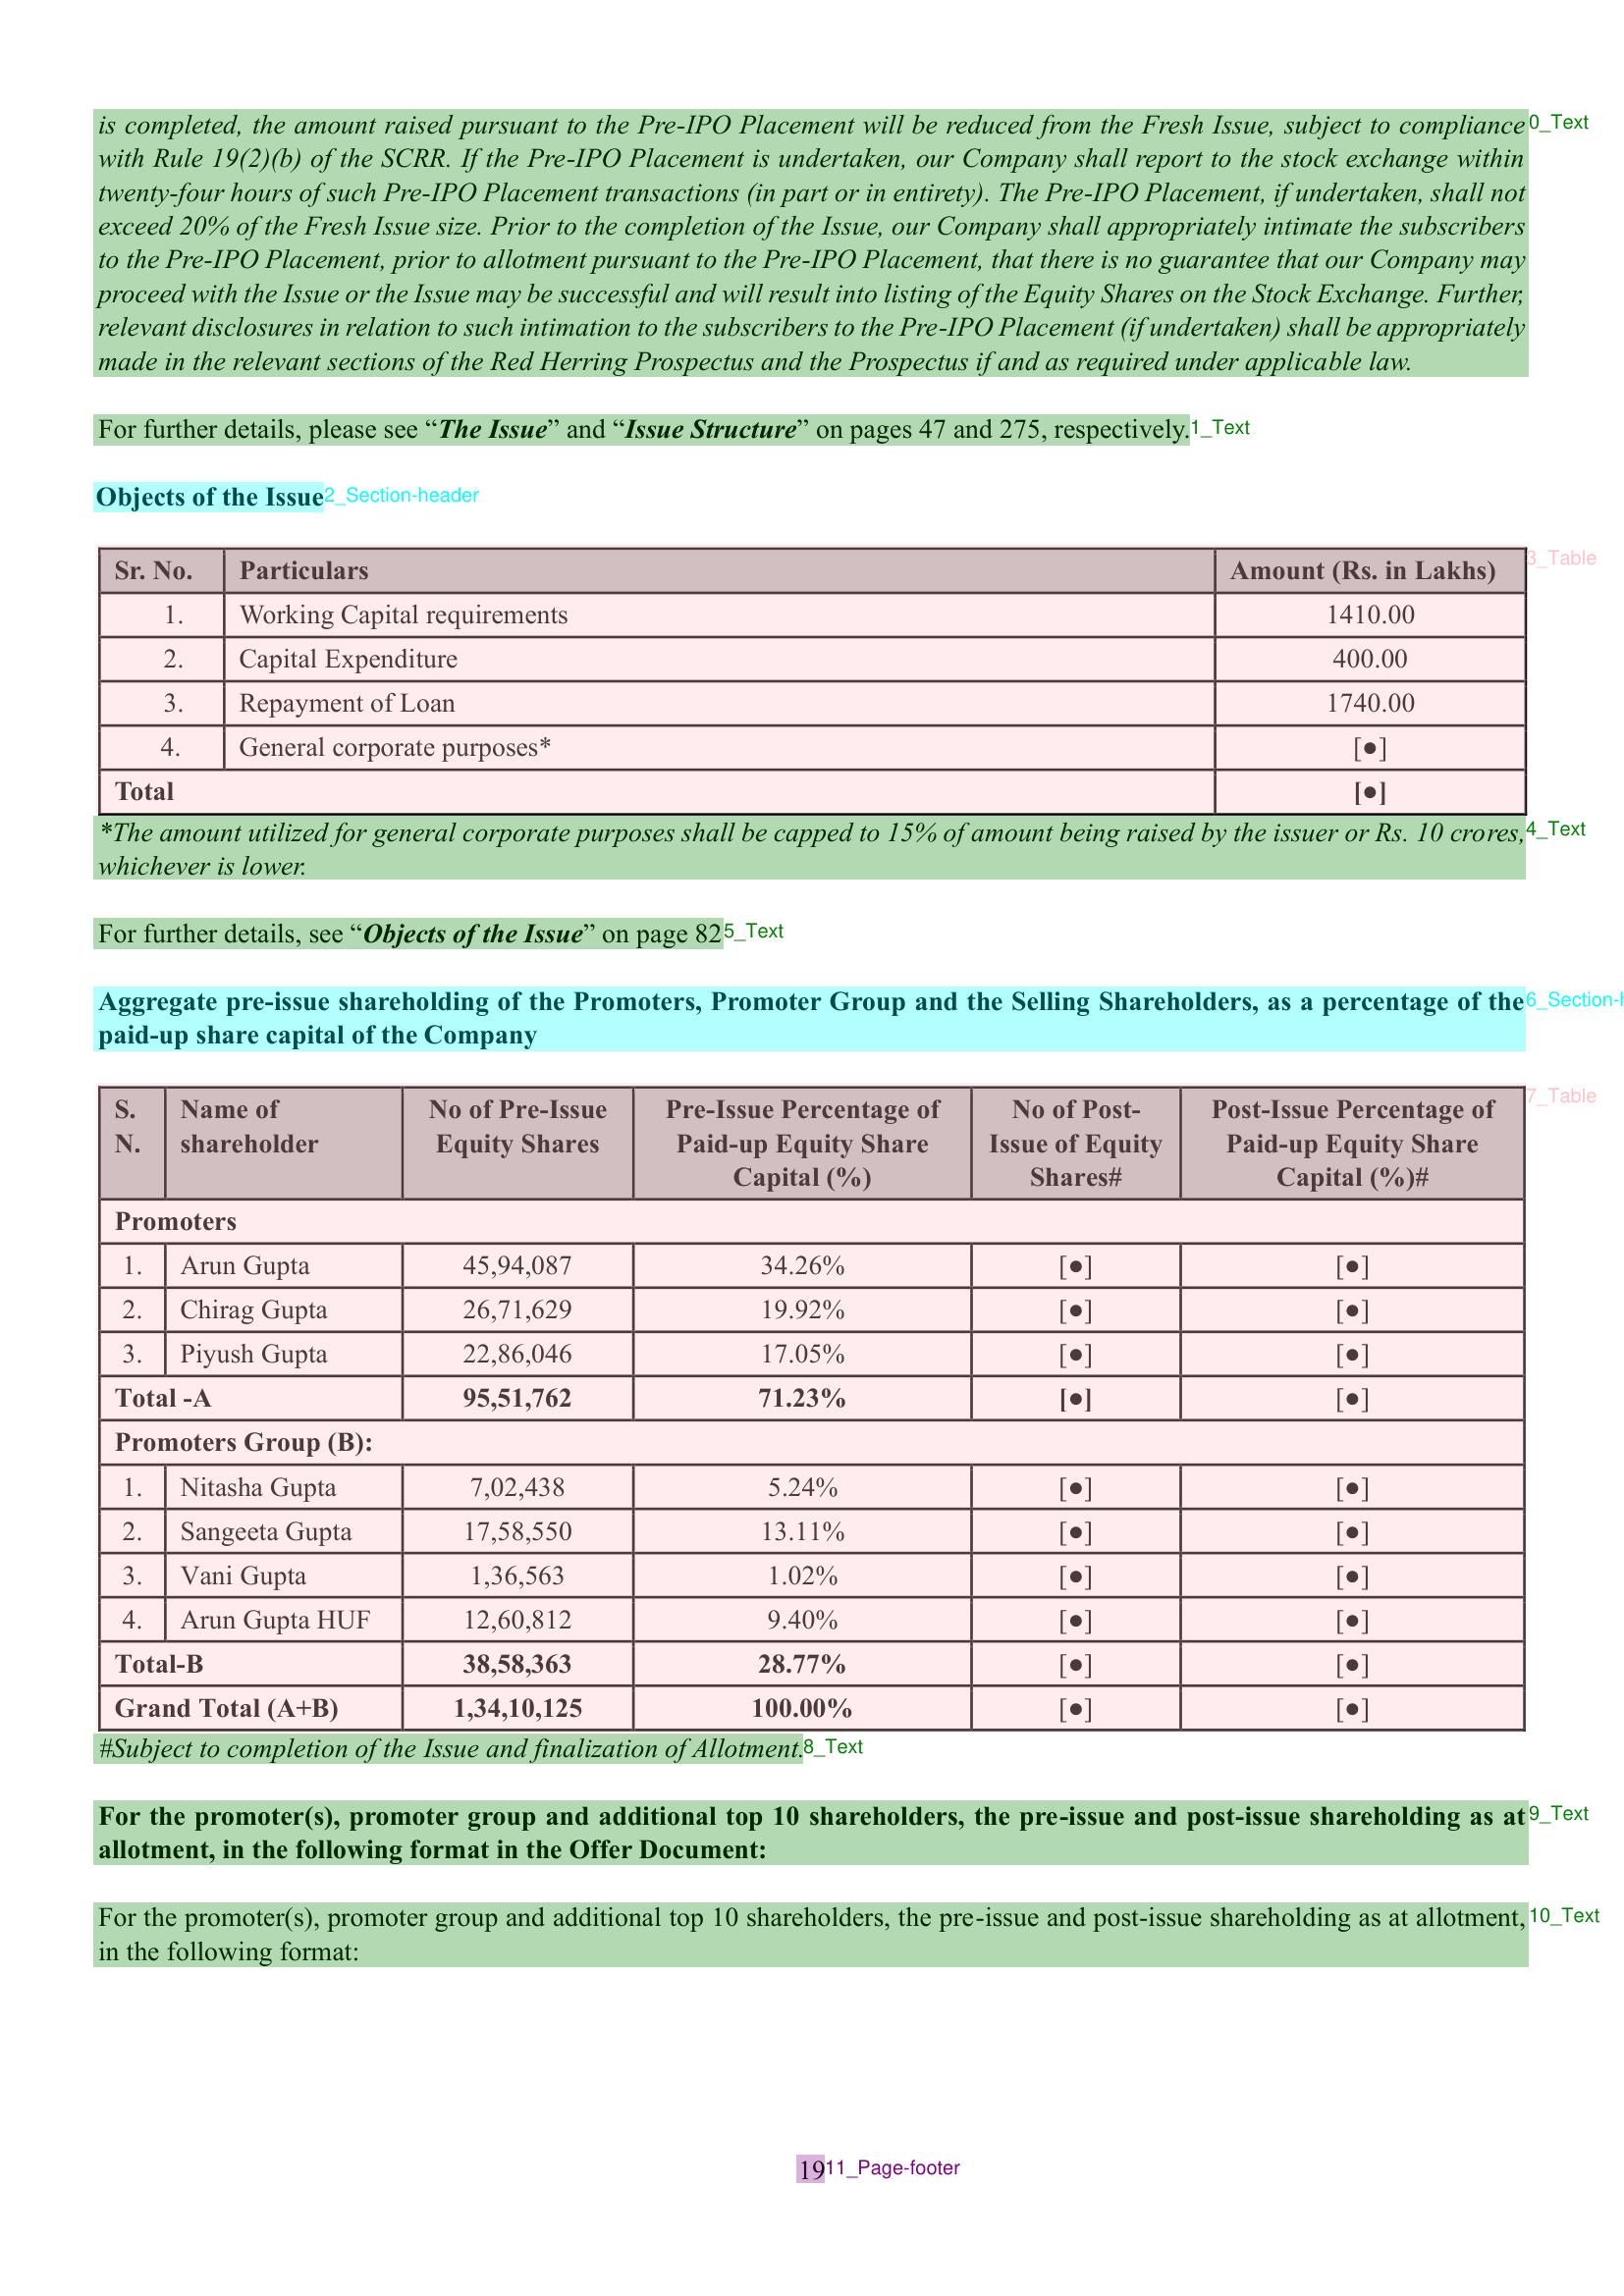 is completed, the amount raised pursuant to the Pre-IPO Placement will be reduced from the Fresh Issue, subject to compliance 0_Text
with Rule 19(2)(b) of the SCRR. If the Pre-IPO Placement is undertaken, our Company shall report to the stock exchange within
twenty-four hours of such Pre-IPO Placement transactions (in part or in entirety). The Pre-IPO Placement, if undertaken, shall not
exceed 20% of the Fresh Issue size. Prior to the completion of the Issue, our Company shall appropriately intimate the subscribers
to the Pre-IPO Placement, prior to allotment pursuant to the Pre-IPO Placement, that there is no guarantee that our Company may
proceed with the Issue or the Issue may be successful and will result into listing of the Equity Shares on the Stock Exchange. Further,
relevant disclosures in relation to such intimation to the subscribers to the Pre-IPO Placement (if undertaken) shall be appropriately
made in the relevant sections of the Red Herring Prospectus and the Prospectus if and as required under applicable law.
For further details, please see “The Issue” and “Issue Structure” on pages 47 and 275, respectively. 1_Text
Objects of the Issue 2_Section-header
3_Table
Sr. No. Particulars Amount (Rs. in Lakhs)
1. Working Capital requirements 1410.00
2. Capital Expenditure 400.00
3. Repayment of Loan 1740.00
4. General corporate purposes* [●]
Total [●]
*The amount utilized for general corporate purposes shall be capped to 15% of amount being raised by the issuer or Rs. 10 crores, 4_Text
whichever is lower.
For further details, see “Objects of the Issue” on page 82 5_Text
Aggregate pre-issue shareholding of the Promoters, Promoter Group and the Selling Shareholders, as a percentage of the 6_Section-h
paid-up share capital of the Company
7_Table
S. Name of No of Pre-Issue Pre-Issue Percentage of No of Post- Post-Issue Percentage of
N. shareholder Equity Shares Paid-up Equity Share Issue of Equity Paid-up Equity Share
Capital (%) Shares# Capital (%)#
Promoters
1. Arun Gupta 45,94,087 34.26% [●] [●]
2. Chirag Gupta 26,71,629 19.92% [●] [●]
3. Piyush Gupta 22,86,046 17.05% [●] [●]
Total -A 95,51,762 71.23% [●] [●]
Promoters Group (B):
1. Nitasha Gupta 7,02,438 5.24% [●] [●]
2. Sangeeta Gupta 17,58,550 13.11% [●] [●]
3. Vani Gupta 1,36,563 1.02% [●] [●]
4. Arun Gupta HUF 12,60,812 9.40% [●] [●]
Total-B 38,58,363 28.77% [●] [●]
Grand Total (A+B) 1,34,10,125 100.00% [●] [●]
#Subject to completion of the Issue and finalization of Allotment. 8_Text
For the promoter(s), promoter group and additional top 10 shareholders, the pre-issue and post-issue shareholding as at 9_Text
allotment, in the following format in the Offer Document:
For the promoter(s), promoter group and additional top 10 shareholders, the pre-issue and post-issue shareholding as at allotment, 10_Text
in the following format:
19 11_Page-footer